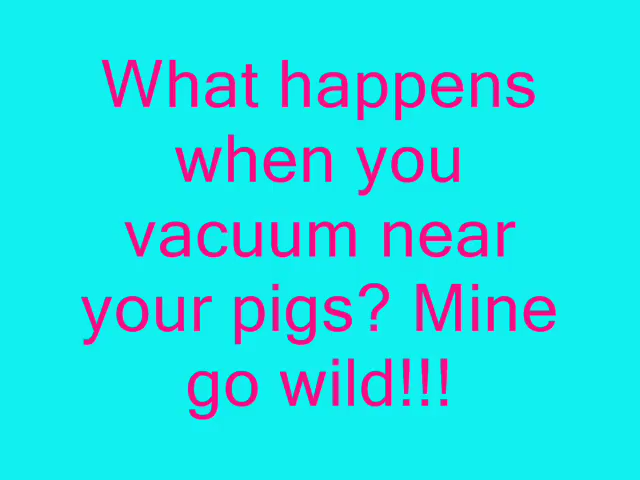 What happens
when you
vacuum near
your pigs? Mine
go wild!!!